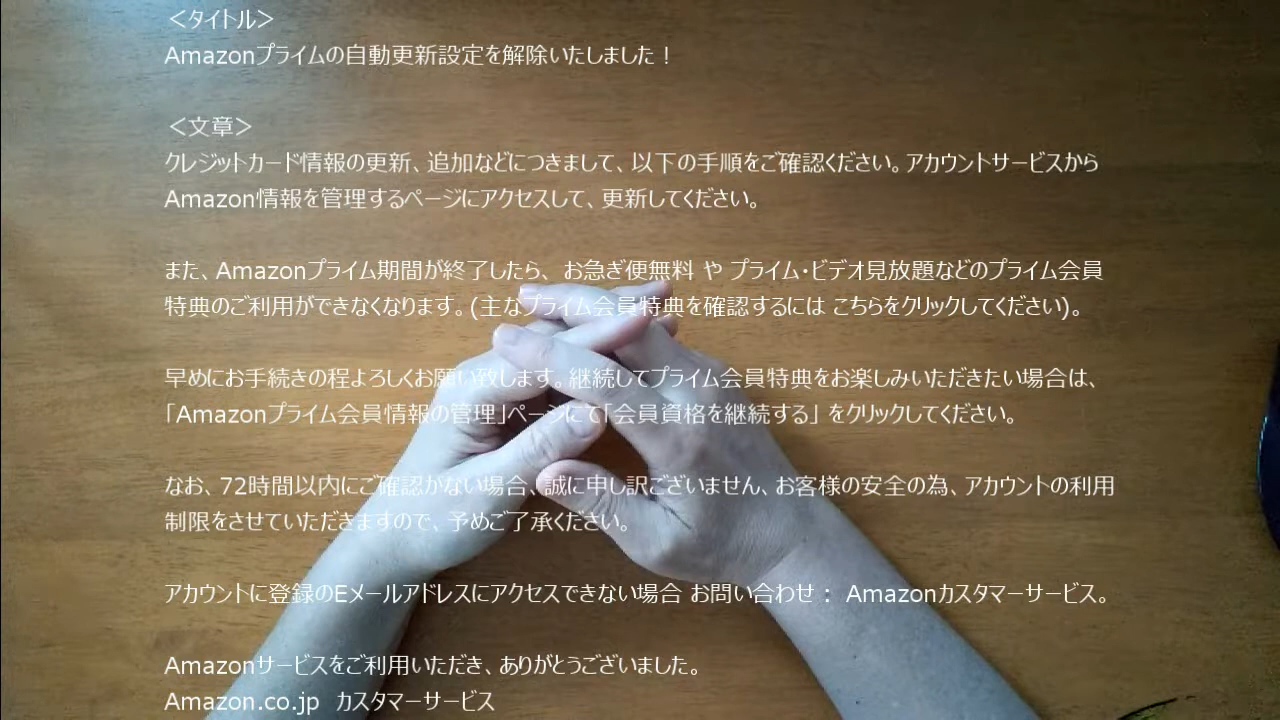 ＜タイトル＞
Amazonプライムの自動更新設定を解除いたしました！
＜文章＞
クレジットカード情報の更新、追加などにつきまして、以下の手順をご確認ください。アカウントサービスから
Amazon情報を管理するページにアクセスして、更新してください。
また、Amazonプライム期間が終了したら、 お急ぎ便無料 や プライム・ビデオ見放題などのプライム会員
特典のご利用ができなくなります。(主なプライム会員特典を確認するには こちらをクリックしてください)。
早めにお手続きの程よろしくお願い致します。継続してプライム会員特典をお楽しみいただきたい場合は、
「Amazonプライム会員情報の管理」ページにて「会員資格を継続する」 をクリックしてください。
なお、72時間以内にご確認がない場合、誠に申し訳ございません、お客様の安全の為、アカウントの利用
制限をさせていただきますので、予めご了承ください。
アカウントに登録のEメールアドレスにアクセスできない場合 お問い合わせ： Amazonカスタマーサービス。
Amazonサービスをご利用いただき、ありがとうございました。
Amazon.co.jp カスタマーサービス